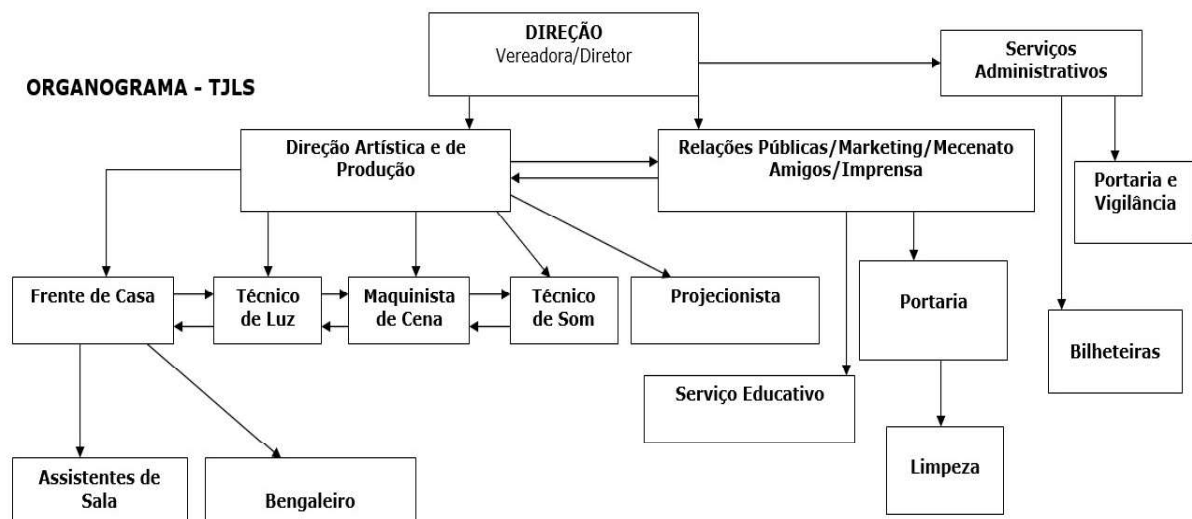 DIREÇÃO
Vereadora/Diretor
Serviços
Administrativos
ORGANOGRAMA - TJLS
Direção Artística e de
Produção
Relações Públicas/Marketing/Mecenato
Amigos/Imprensa
Portaria e
Vigilância
Frente de Casa
Técnico
de Luz
Maquinista
de Cena
Técnico
de Som
Projecionista
Portaria
Bilheteiras
Serviço Educativo
Limpeza
Assistentes de
Sala
Bengaleiro